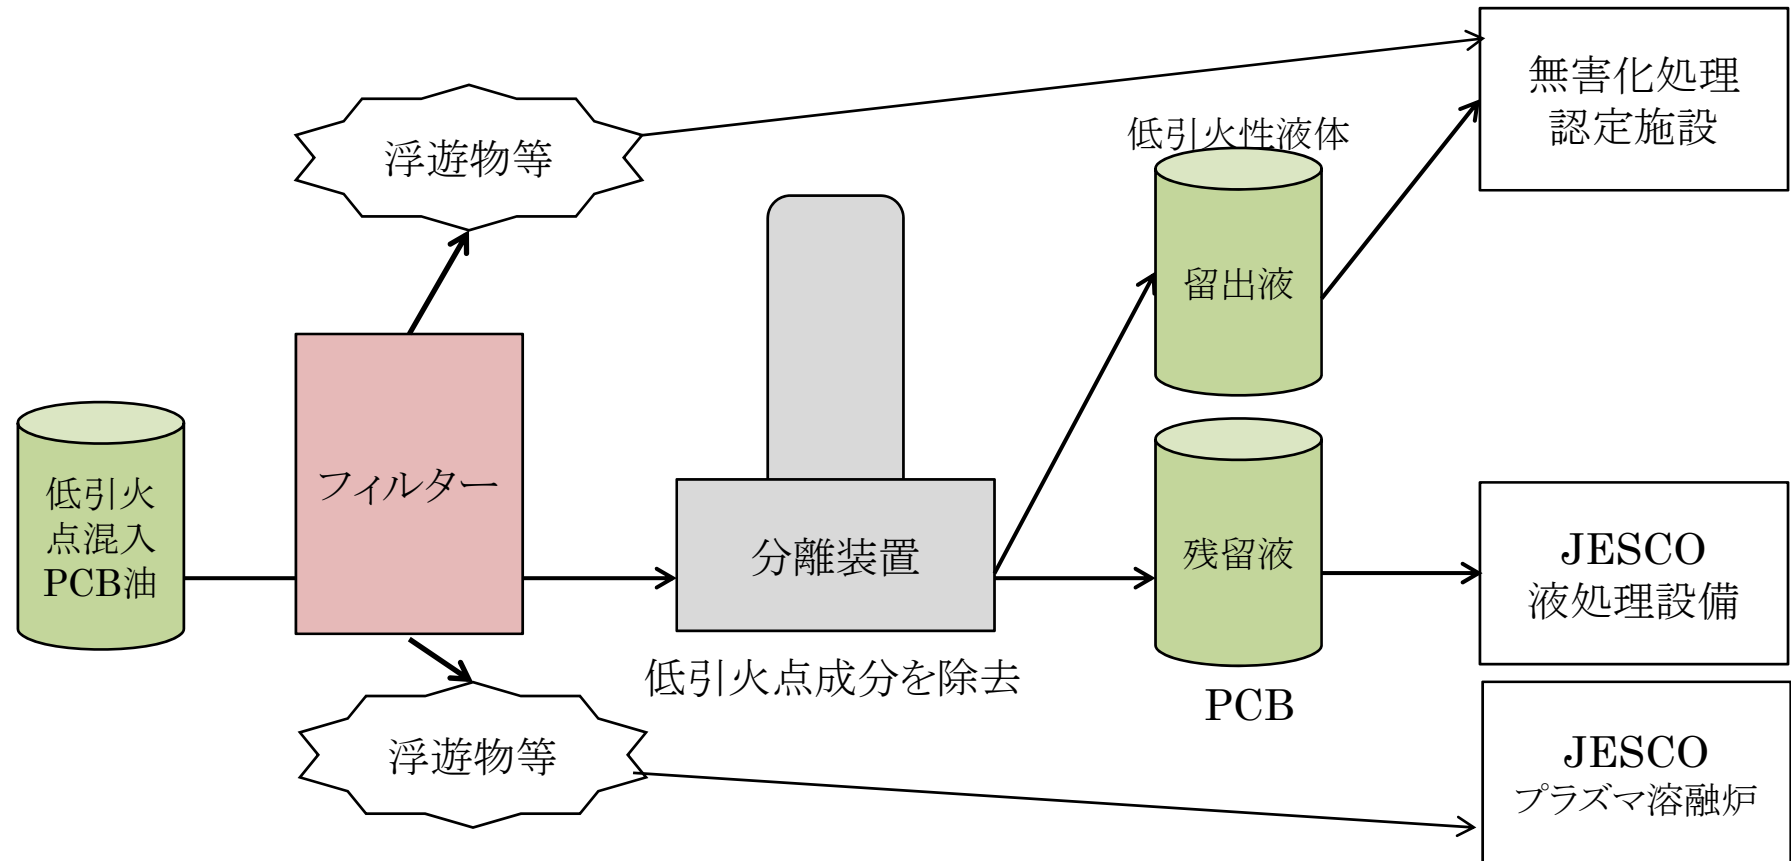 浮遊物等
無害化処理
認定施設
低引火性液体
留出液
フィルター
低引火
点混入
PCB油
分離装置
低引火点成分を除去
残留液
PCB
JESCO
液処理設備
浮遊物等
JESCO
プラズマ溶融炉